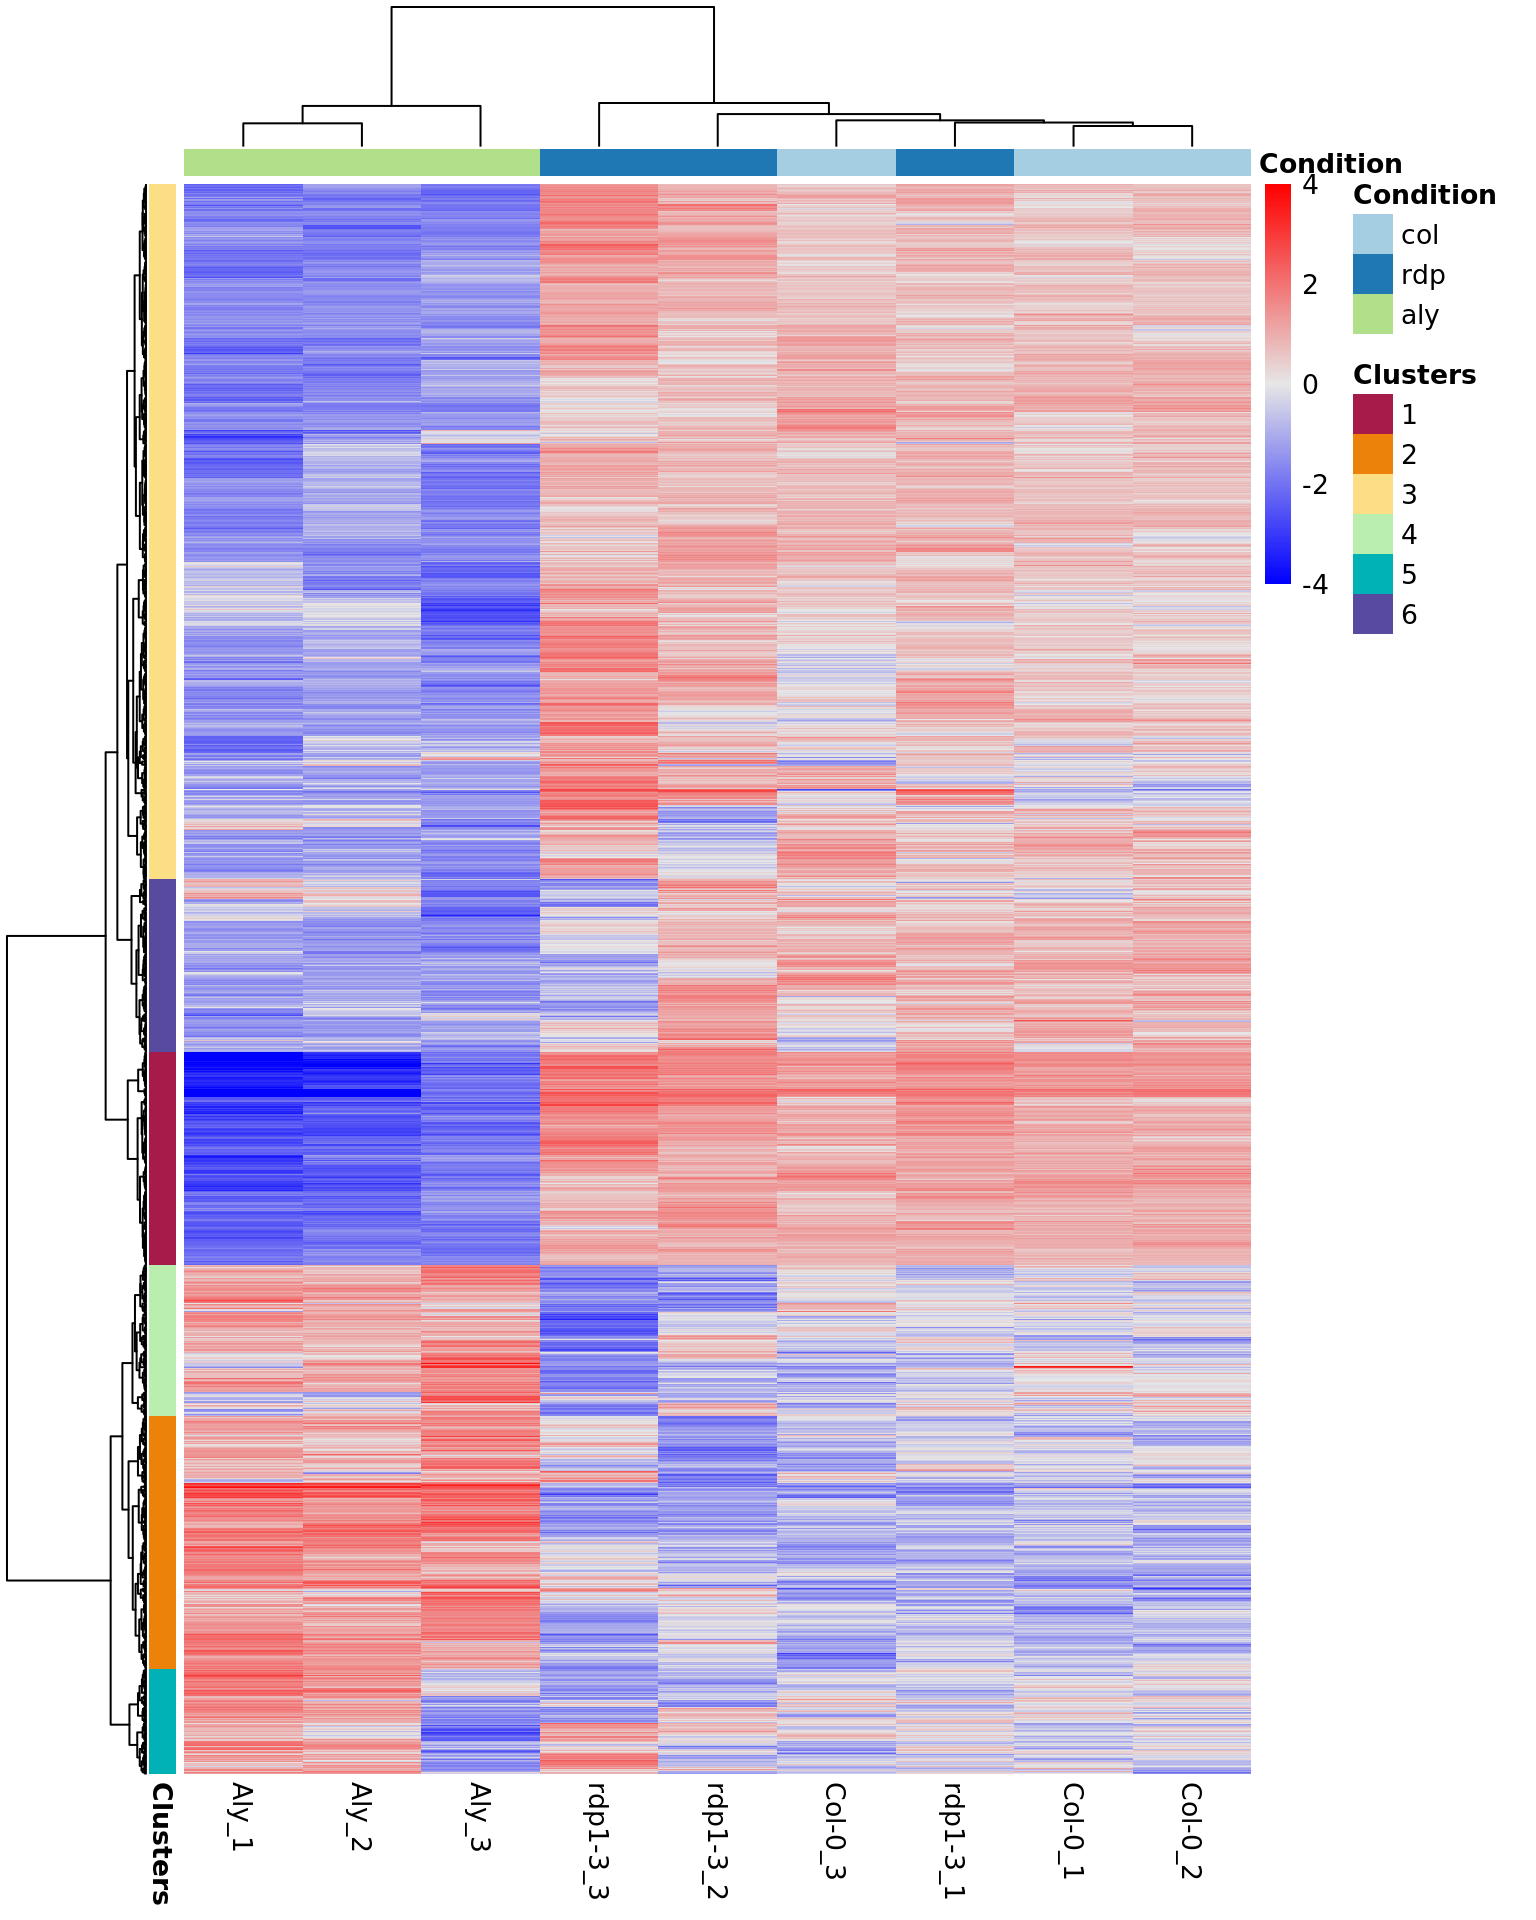 Condition
4
2
0
-2
-4
Condition
col
rdp
aly
Clusters
1
2
3
4
5
6
Clusters
Aly_1
Aly_2
Aly_3
rdp1-3_3
rdp1-3_2
Col-0_3
rdp1-3_1
Col-0_1
Col-0_2